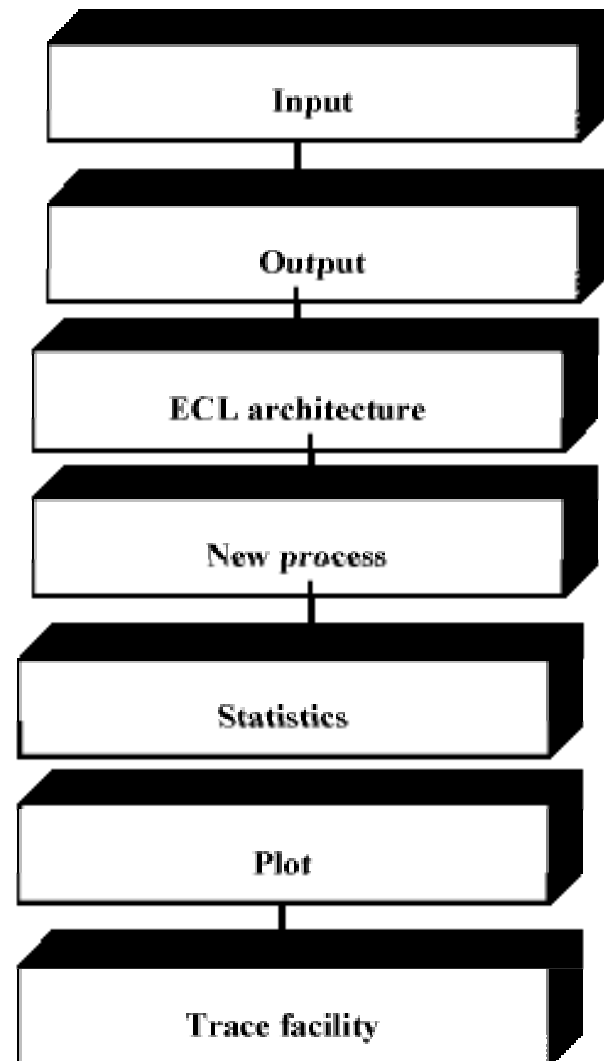 Input
Output
ECL architecture
New process
Statistics
Plot
Trace facility